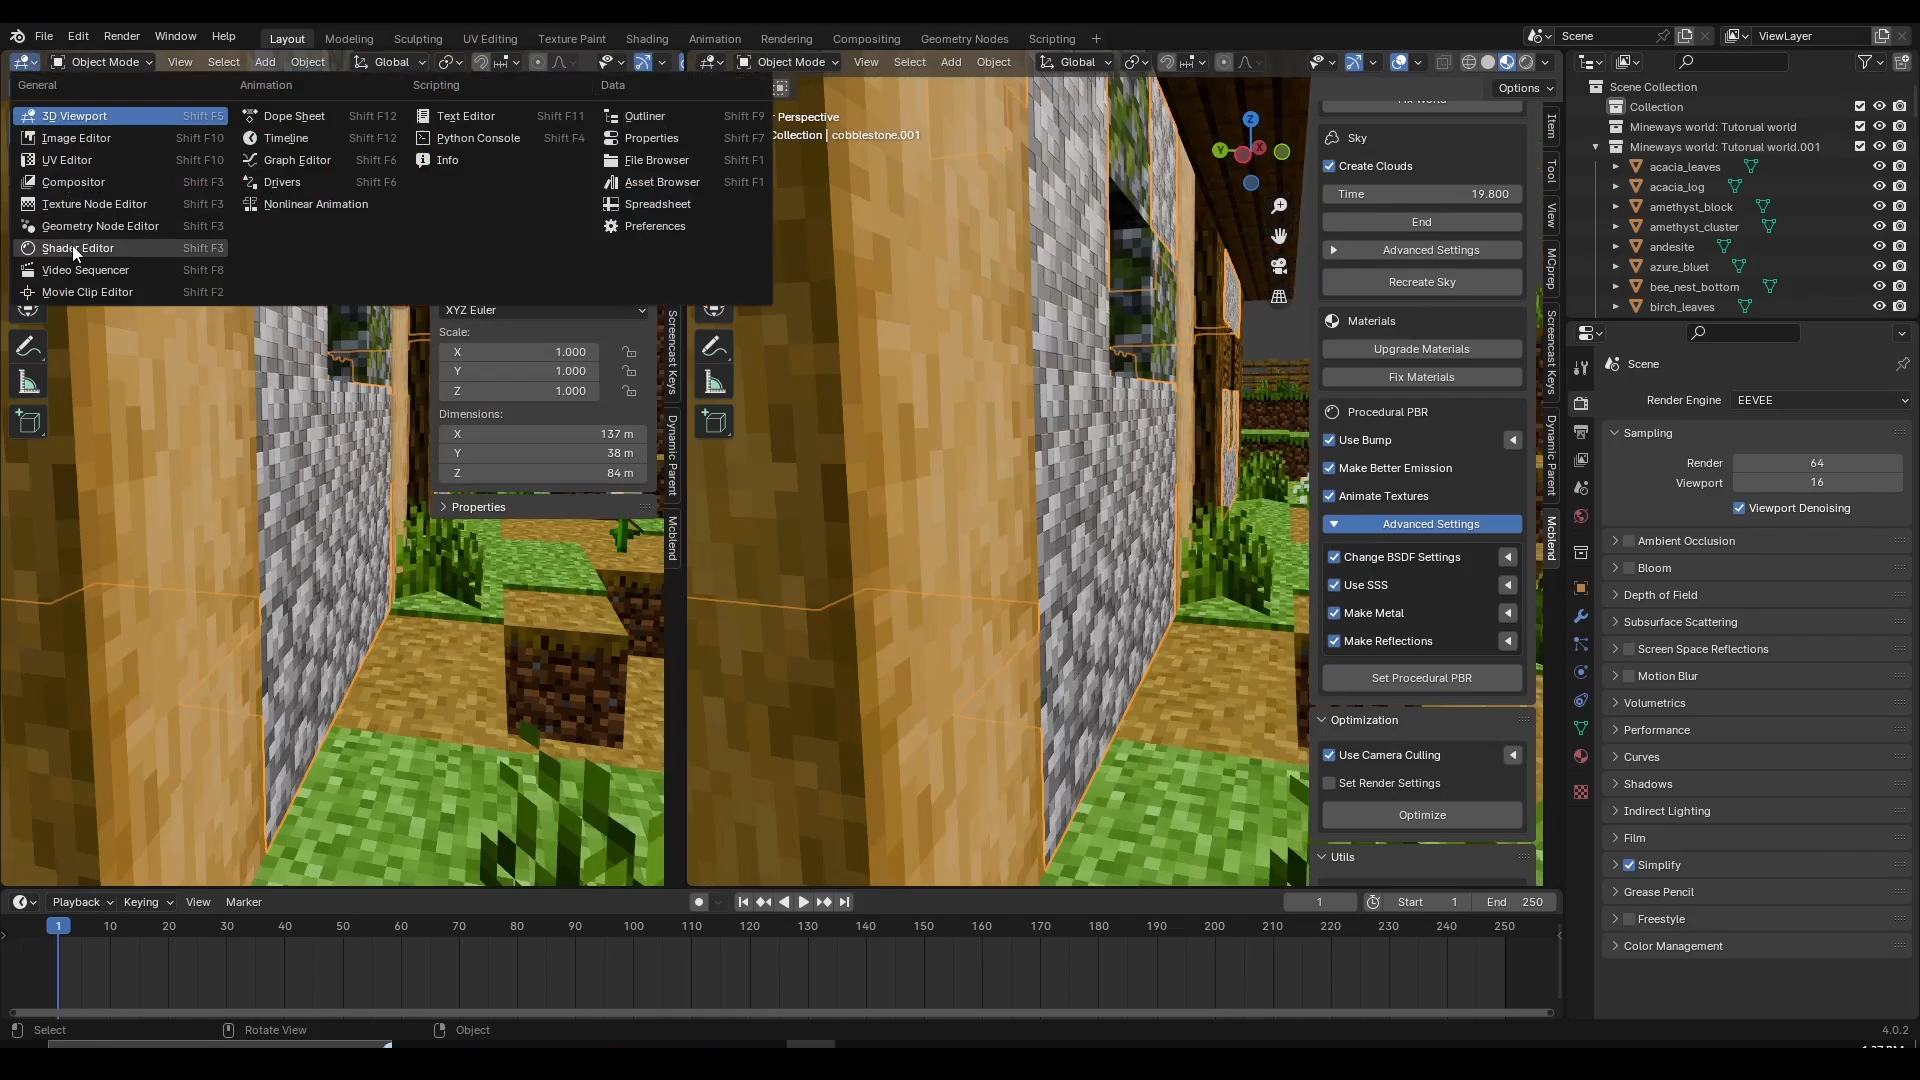 File Edit Render Window Help Layout Modeling Sculpting UV Editing Texture Paint Shading Animation Rendering Compositing Geometry Nodes Scripting + Scene ViewLayer
Object Mode View Select Add Object Global Object Mode View Select Add Object Global
Options
General Animation Scripting Data
3D Viewport Shift F5 Dope Sheet Shift F12 Text Editor Shift F11 Outliner Shift F9
Image Editor Shift F10 Timeline Shift F12 Python Console Shift F4 Properties Shift F7
UV Editor Shift F10 Graph Editor Shift F6 Info File Browser Shift F1
Compositor Shift F3 Drivers Shift F6 Asset Browser Shift F1
Texture Node Editor Shift F3 Nonlinear Animation Spreadsheet
Geometry Node Editor Shift F3 Preferences
Shader Editor Shift F3
Video Sequencer Shift F8
Movie Clip Editor Shift F2
XYZ Euler
Scale:
X 1.000
Y 1.000
Z 1.000
Dimensions:
X 137 m
Y 38 m
Z 84 m
Properties
Screencast Keys
Dynamic Parent
Mcblend
Perspective
ollection | cobblestone.001
Z
Y
X
Sky
Create Clouds
Time 19.800
End
Advanced Settings
Recreate Sky
Materials
Upgrade Materials
Fix Materials
Procedural PBR
Use Bump
Make Better Emission
Animate Textures
Advanced Settings
Change BSDF Settings
Use SSS
Make Metal
Make Reflections
Set Procedural PBR
Optimization
Use Camera Culling
Set Render Settings
Optimize
Utils
Item
Tool
View
MCprep
Screencast Keys
Dynamic Parent
Mcblend
Scene Collection
Collection
Mineways world: Tutorual world
Mineways world: Tutorual world.001
acacia_leaves
acacia_log
amethyst_block
amethyst_cluster
andesite
azure_bluet
bee_nest_bottom
birch_leaves
Scene
Render Engine EEVEE
Sampling
Render 64
Viewport 16
Viewport Denoising
Ambient Occlusion
Bloom
Depth of Field
Subsurface Scattering
Screen Space Reflections
Motion Blur
Volumetrics
Performance
Curves
Shadows
Indirect Lighting
Film
Simplify
Grease Pencil
Freestyle
Color Management
Playback Keying View Marker 1 Start 1 End 250
1 10 20 30 40 50 60 70 80 90 100 110 120 130 140 150 160 170 180 190 200 210 220 230 240 250
Select Rotate View Object 4.0.2